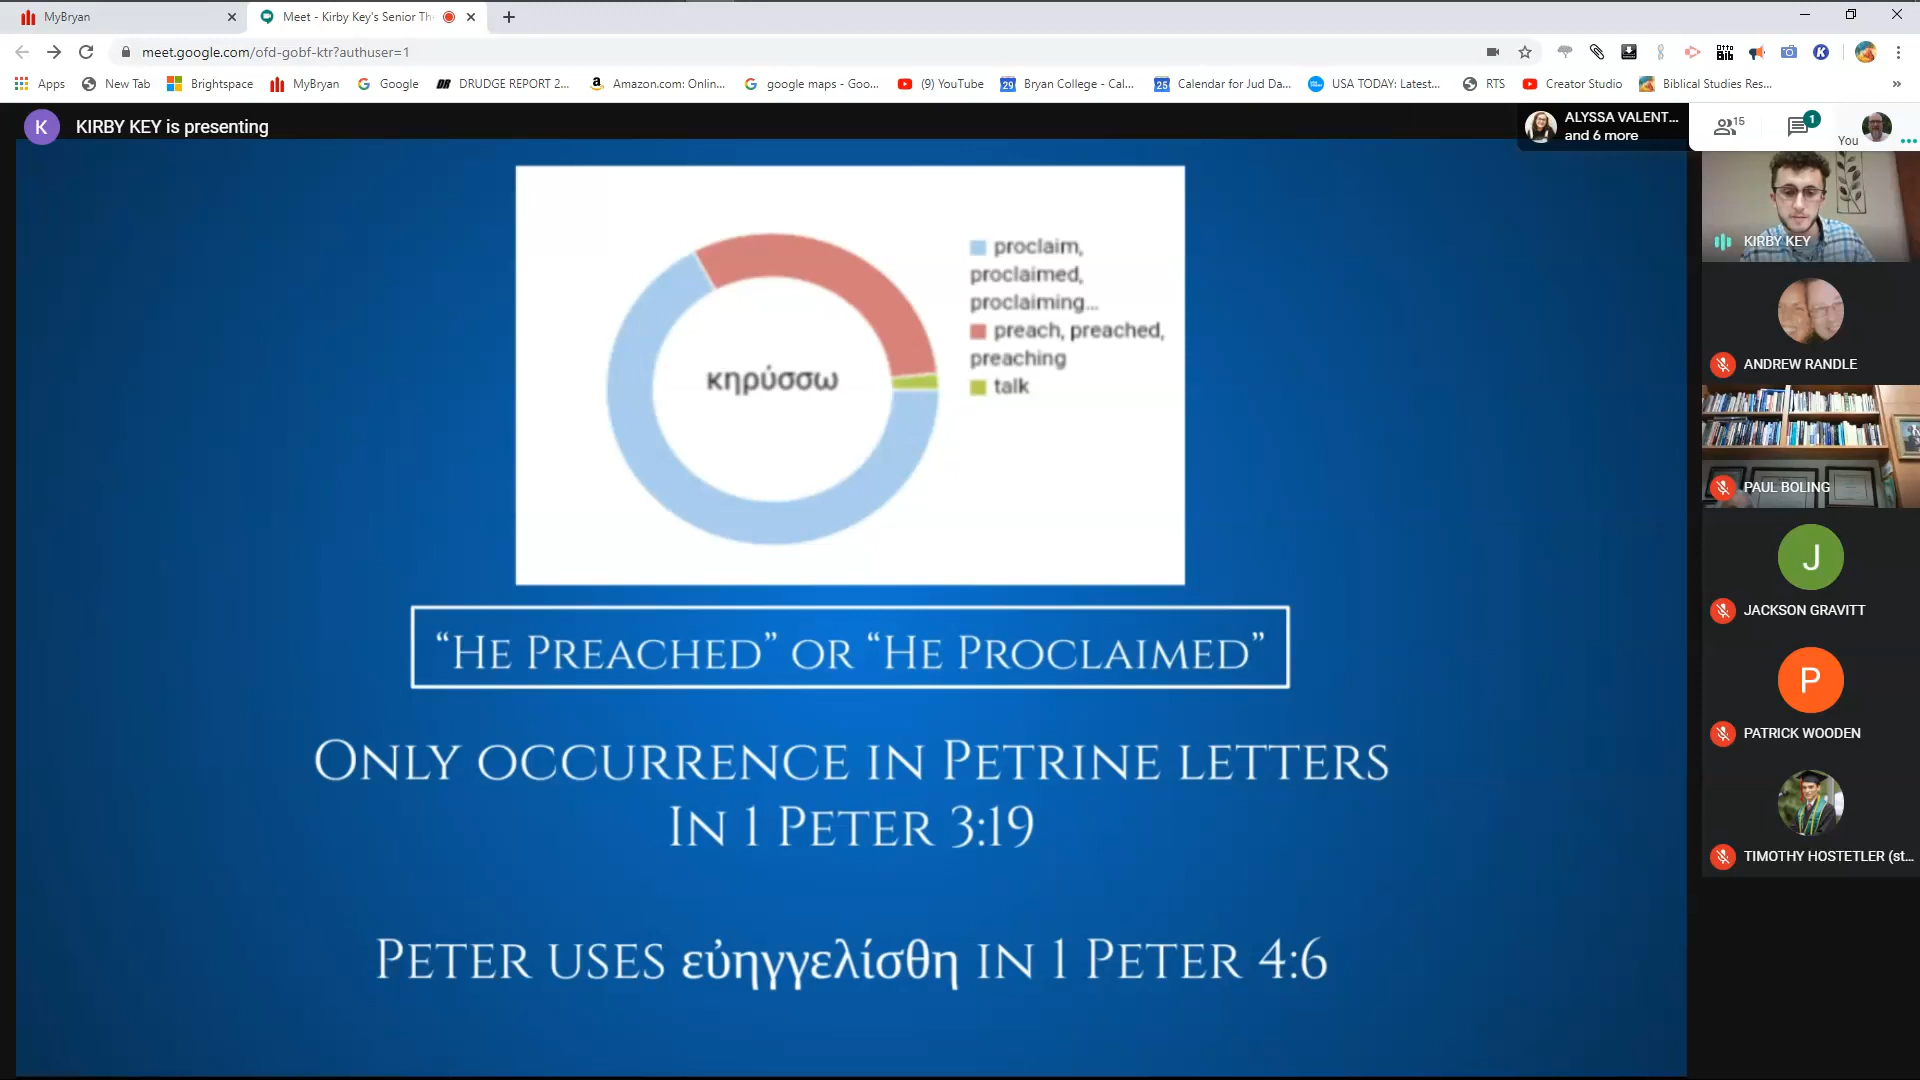 MyBryan
Meet - Kirby Key's Senior Th
meet.google.com/ofd-gobf-ktr?authuser=1
Apps
New Tab
Brightspace
MyBryan
Google
DRUDGE REPORT 2...
Amazon.com: Onlin...
google maps - Goo...
(9) YouTube
Bryan College - Cal...
Calendar for Jud Da...
USA TODAY: Latest...
RTS
Creator Studio
Biblical Studies Res...
K
KIRBY KEY is presenting
ALYSSA VALENT...
and 6 more
15
1
You
proclaim,
proclaimed,
proclaiming...
preach, preached,
preaching
talk
κηρύσσω
“He Preached” or “He Proclaimed”
Only occurrence in Petrine letters
In 1 Peter 3:19
Peter uses εὐηγγελίσθη in 1 Peter 4:6
KIRBY KEY
ANDREW RANDLE
PAUL BOLING
J
JACKSON GRAVITT
P
PATRICK WOODEN
TIMOTHY HOSTETLER (st...